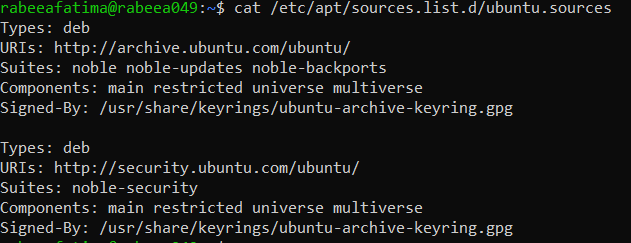 rabeeafatima@rabeea049:~$ cat /etc/apt/sources.list.d/ubuntu.sources
Types: deb
URIs: http://archive.ubuntu.com/ubuntu/
Suites: noble noble-updates noble-backports
Components: main restricted universe multiverse
Signed-By: /usr/share/keyrings/ubuntu-archive-keyring.gpg

Types: deb
URIs: http://security.ubuntu.com/ubuntu/
Suites: noble-security
Components: main restricted universe multiverse
Signed-By: /usr/share/keyrings/ubuntu-archive-keyring.gpg